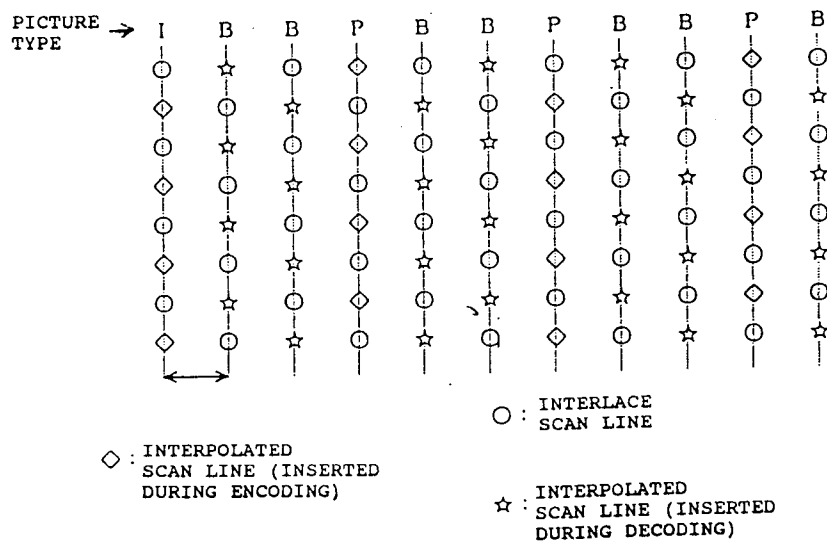 PICTURE
TYPE → I B B P B B P B B P B
○ : INTERLACE
SCAN LINE
◇ : INTERPOLATED
SCAN LINE (INSERTED
DURING ENCODING)
☆ : INTERPOLATED
SCAN LINE (INSERTED
DURING DECODING)